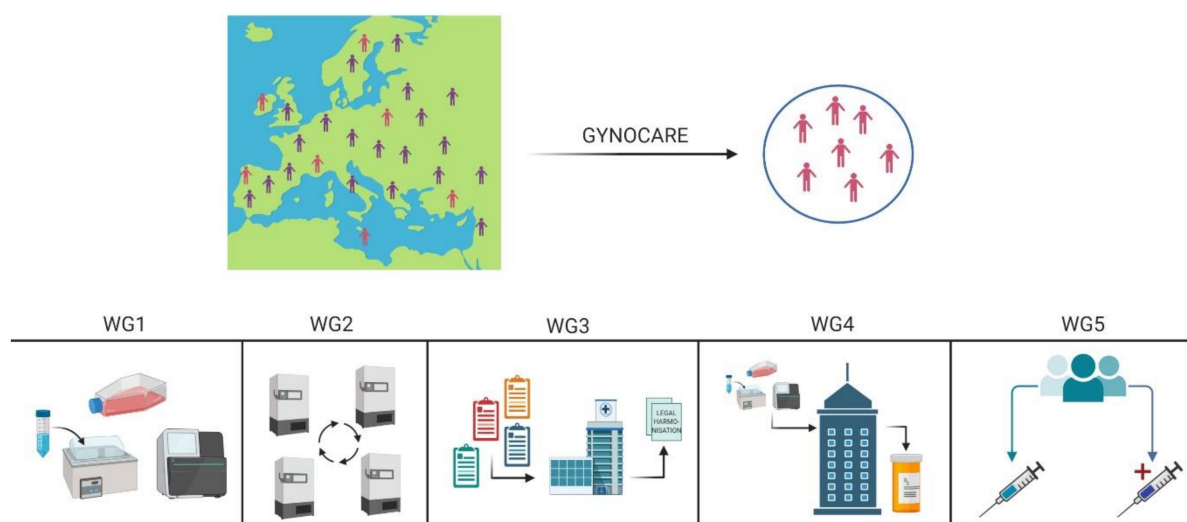 GYNOCARE
WG1
WG2
WG3
WG4
WG5
LEGAL
HARMO-
NISATION